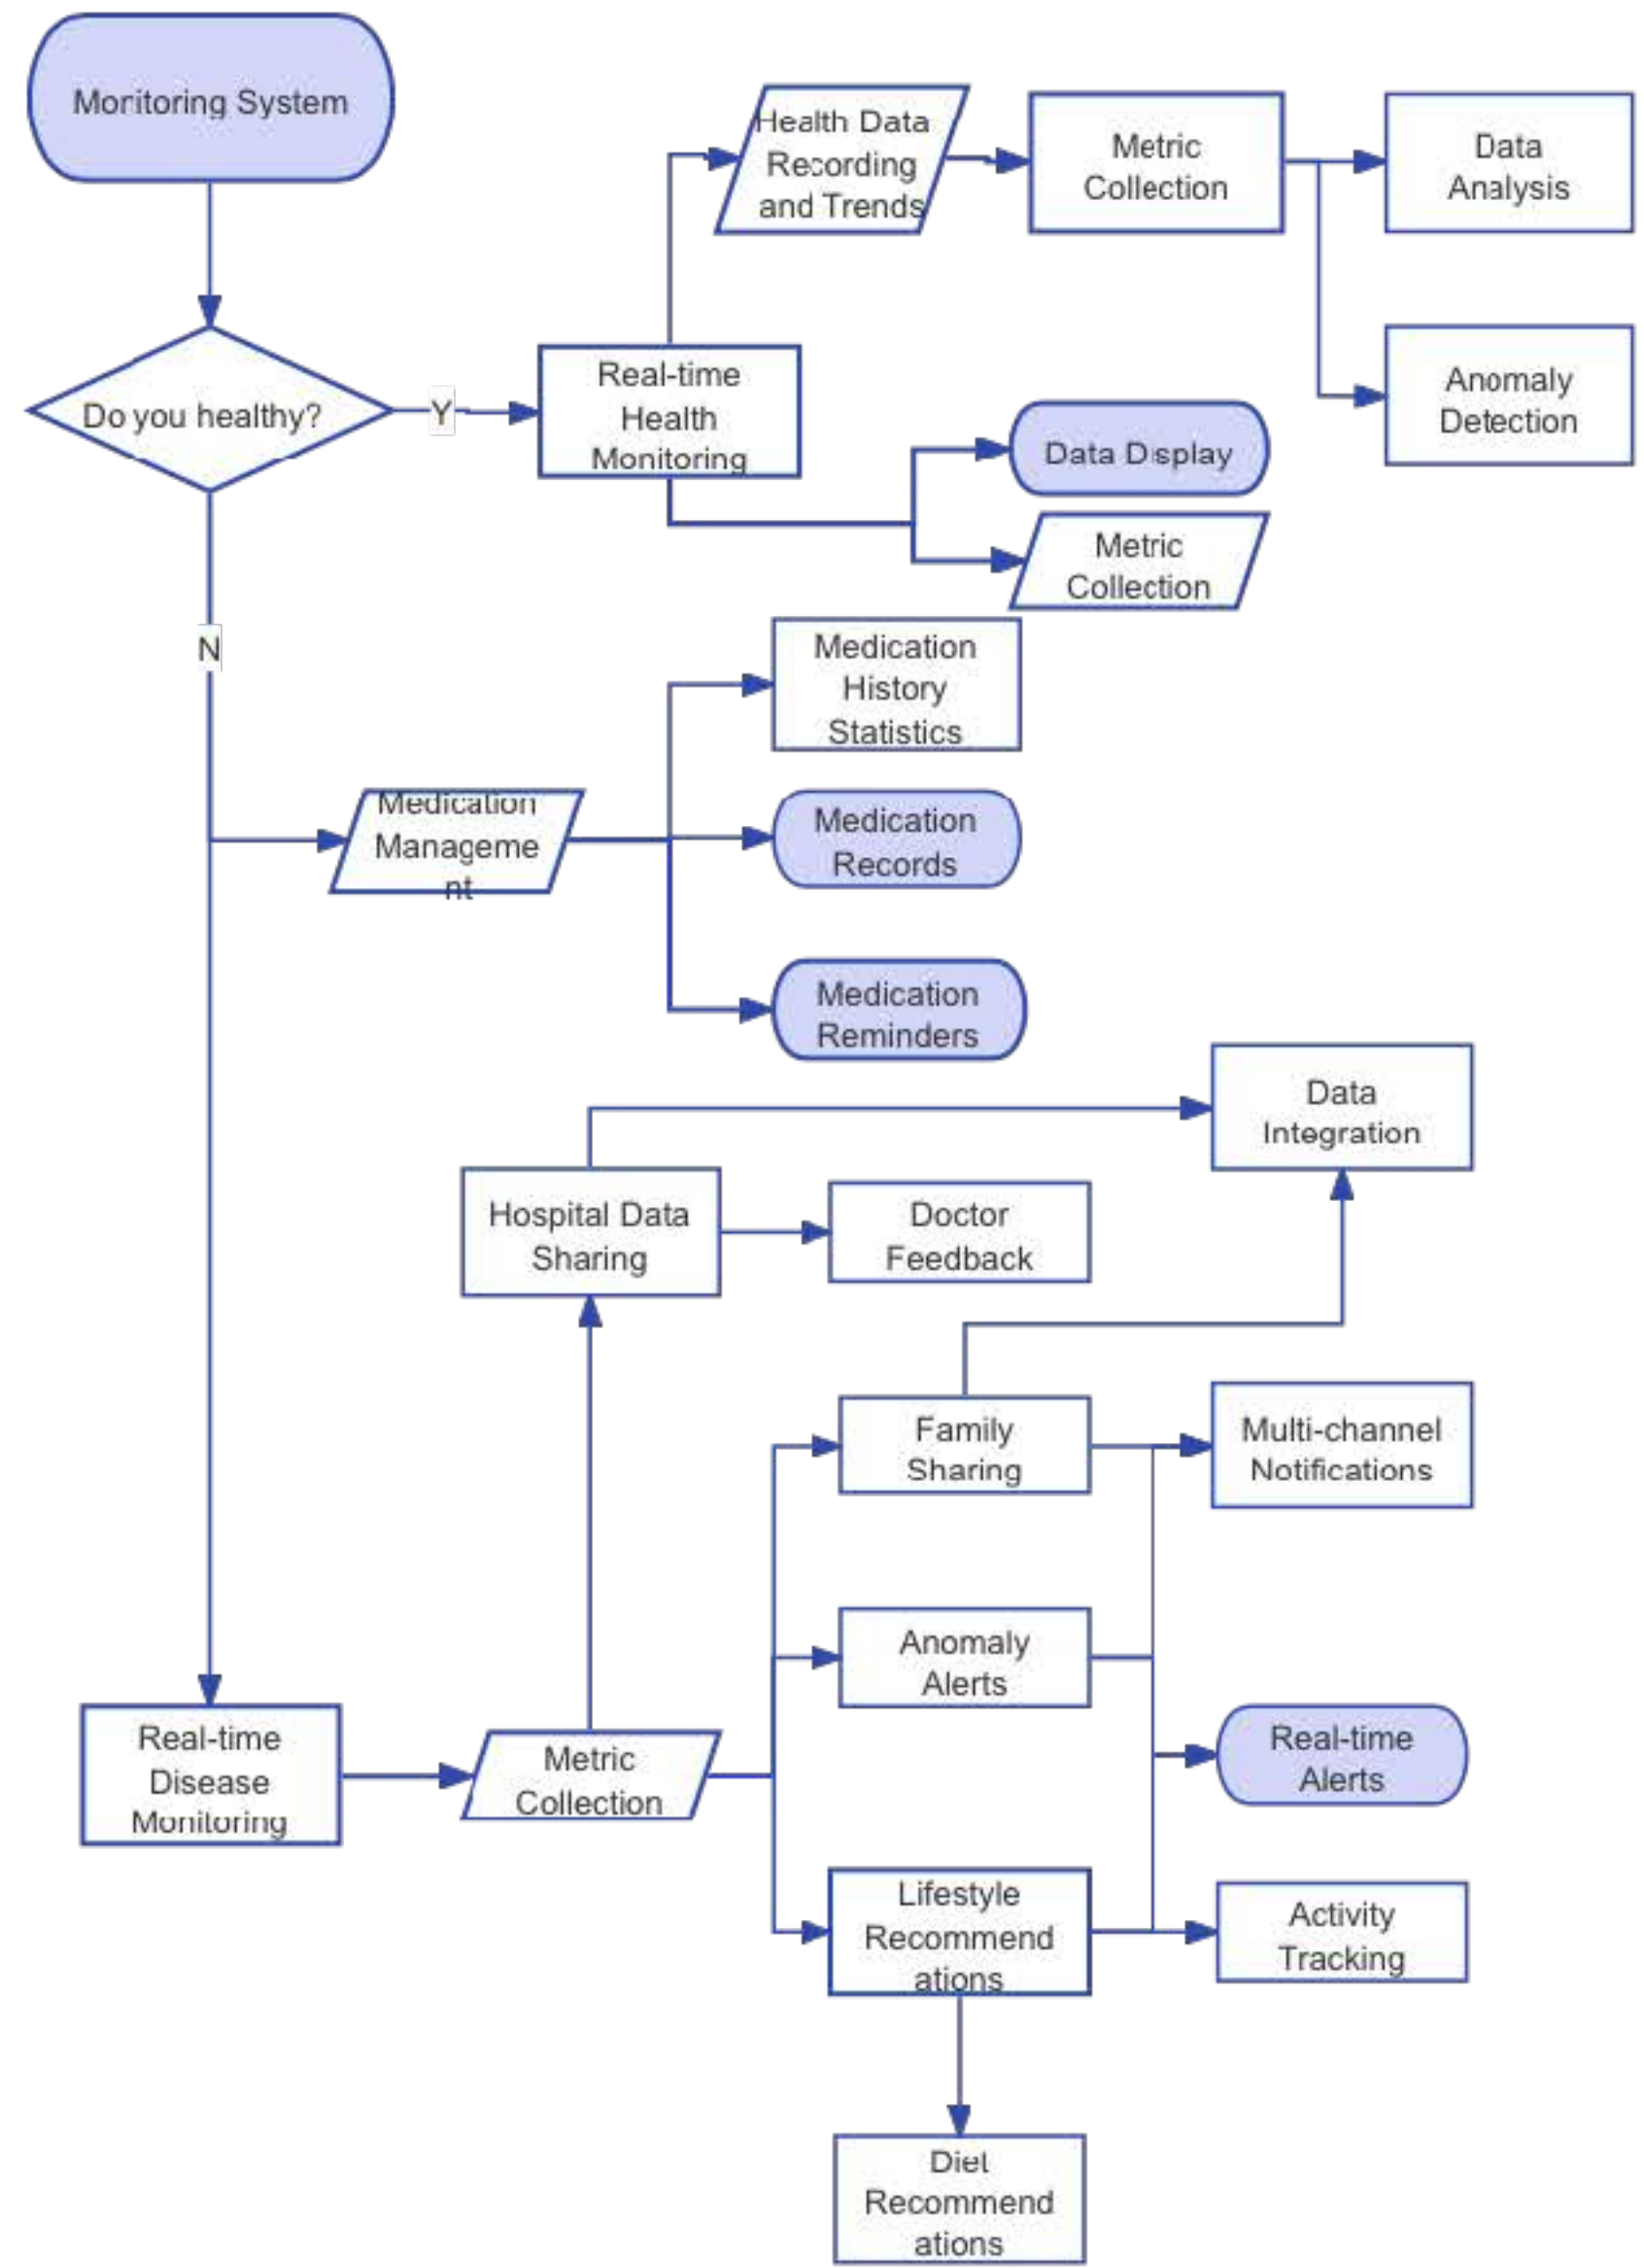 Monitoring System
Health Data
Recording
and Trends
Metric
Collection
Data
Analysis
Do you healthy?
Y
Real-time
Health
Monitoring
Anomaly
Detection
Data Display
Metric
Collection
N
Medication
History
Statistics
Medication
Manageme
nt
Medication
Records
Medication
Reminders
Data
Integration
Hospital Data
Sharing
Doctor
Feedback
Family
Sharing
Multi-channel
Notifications
Anomaly
Alerts
Real-time
Disease
Monitoring
Metric
Collection
Real-time
Alerts
Lifestyle
Recommend
ations
Activity
Tracking
Diet
Recommend
ations